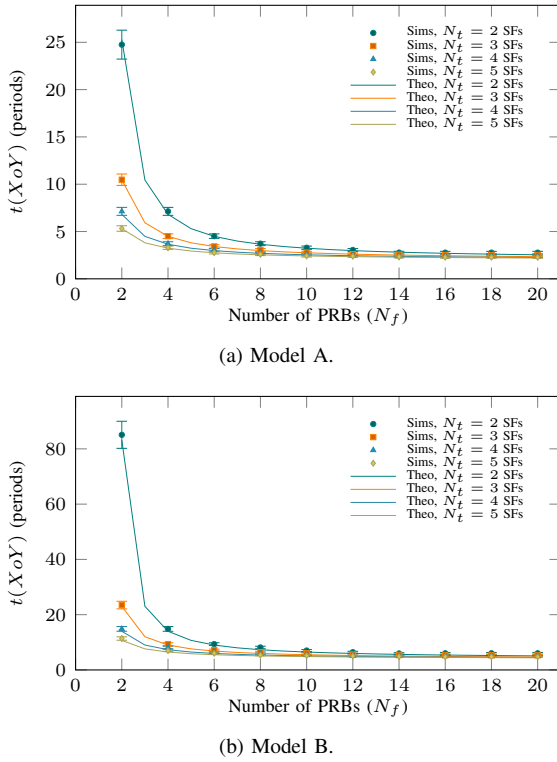 25
20
15
10
5
0
t(XoY) (periods)
Sims, N_t = 2 SFs
Sims, N_t = 3 SFs
Sims, N_t = 4 SFs
Sims, N_t = 5 SFs
Theo, N_t = 2 SFs
Theo, N_t = 3 SFs
Theo, N_t = 4 SFs
Theo, N_t = 5 SFs
0 2 4 6 8 10 12 14 16 18 20
Number of PRBs (N_f)
(a) Model A.
80
60
40
20
0
t(XoY) (periods)
Sims, N_t = 2 SFs
Sims, N_t = 3 SFs
Sims, N_t = 4 SFs
Sims, N_t = 5 SFs
Theo, N_t = 2 SFs
Theo, N_t = 3 SFs
Theo, N_t = 4 SFs
Theo, N_t = 5 SFs
0 2 4 6 8 10 12 14 16 18 20
Number of PRBs (N_f)
(b) Model B.